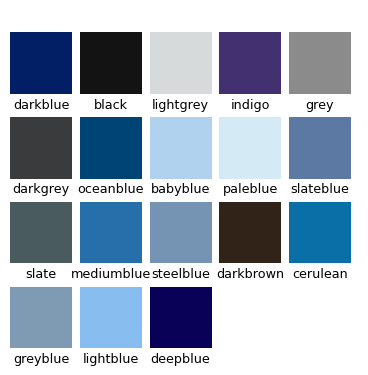 darkblue black lightgrey indigo grey
darkgrey oceanblue babyblue paleblue slateblue
slate mediumblue steelblue darkbrown cerulean
greyblue lightblue deepblue